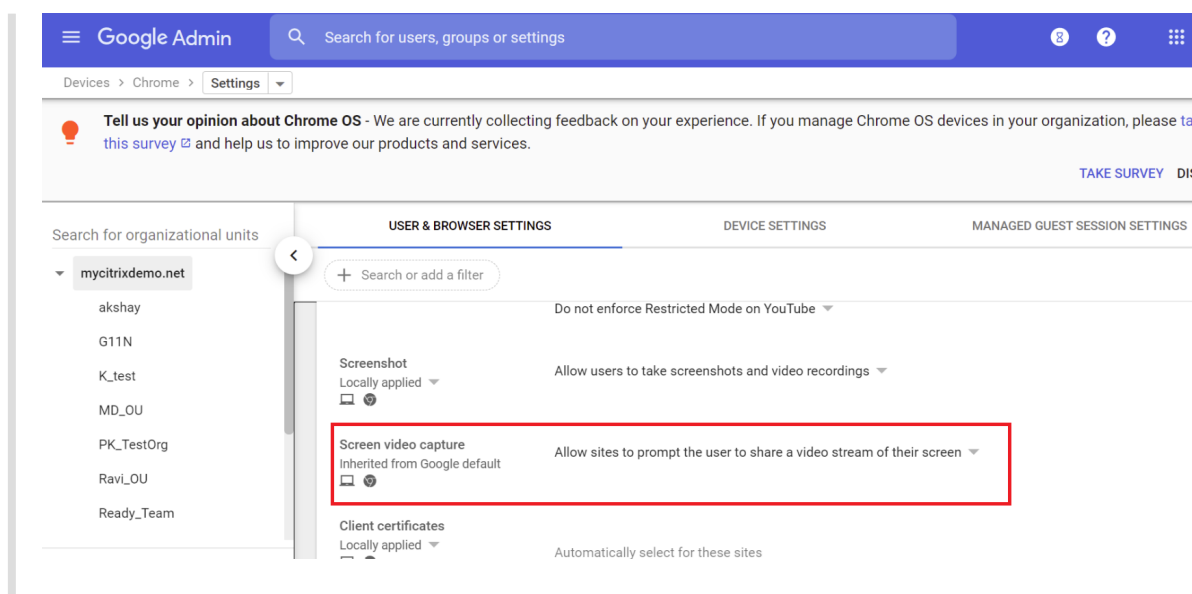 Google Admin
Search for users, groups or settings
Devices > Chrome > Settings
Tell us your opinion about Chrome OS - We are currently collecting feedback on your experience. If you manage Chrome OS devices in your organization, please ta
this survey and help us to improve our products and services.
TAKE SURVEY DIS
Search for organizational units
USER & BROWSER SETTINGS
DEVICE SETTINGS
MANAGED GUEST SESSION SETTINGS
mycitrixdemo.net
akshay
G11N
K_test
MD_OU
PK_TestOrg
Ravi_OU
Ready_Team
Search or add a filter
Do not enforce Restricted Mode on YouTube
Screenshot
Locally applied
Allow users to take screenshots and video recordings
Screen video capture
Inherited from Google default
Allow sites to prompt the user to share a video stream of their screen
Client certificates
Locally applied
Automatically select for these sites